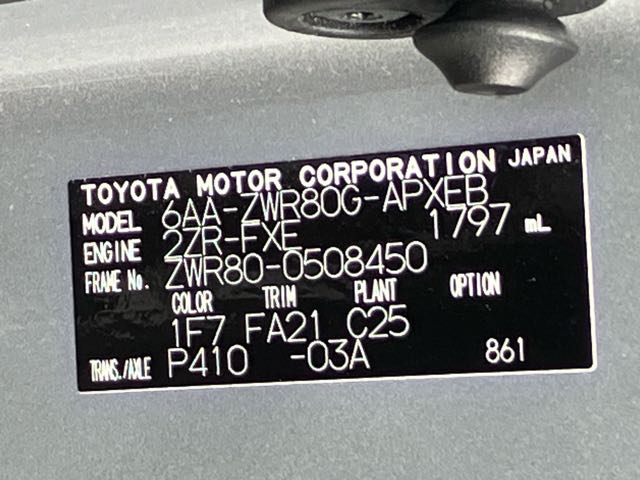 TOYOTA MOTOR CORPORATION JAPAN
MODEL 6AA-ZWR80G-APXEB
ENGINE 2ZR-FXE 1797 mL
FRAME No. ZWR80-0508450
COLOR TRIM PLANT OPTION
1F7 FA21 C25
TRANS./AXLE P410 -03A 861